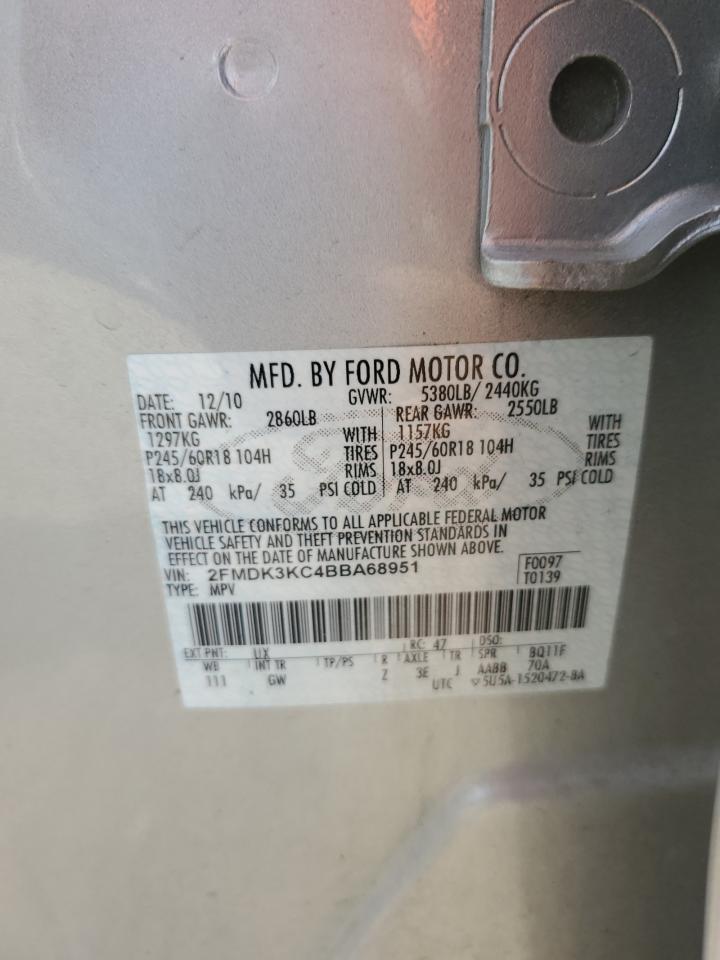 MFD. BY FORD MOTOR CO.
DATE: 12/10 GVWR: 5380LB/ 2440KG
FRONT GAWR: 2860LB REAR GAWR: 2550LB
1297KG WITH 1157KG WITH
P245/60R18 104H TIRES P245/60R18 104H TIRES
18x8.0J RIMS 18x8.0J RIMS
AT 240 kPa/ 35 PSI COLD AT 240 kPa/ 35 PSI COLD
THIS VEHICLE CONFORMS TO ALL APPLICABLE FEDERAL MOTOR
VEHICLE SAFETY AND THEFT PREVENTION STANDARDS IN
EFFECT ON THE DATE OF MANUFACTURE SHOWN ABOVE.
VIN: 2FMDK3KC4BBA68951 F0097
TYPE: MPV T0139
EXT PNT: UX RC: 47 DSO:
WB INT TR TP/PS R AXLE TR SPR BQ11F
111 GW Z 3E J AABB 70A
UTC ▽5U5A-1520472-BA